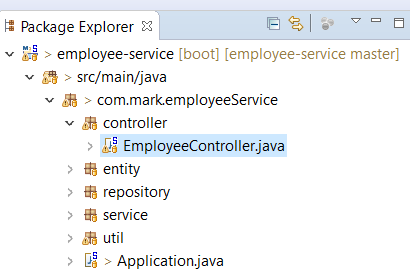 Package Explorer
> employee-service [boot] [employee-service master]
> src/main/java
> com.mark.employeeService
controller
EmployeeController.java
entity
repository
service
util
> Application.java